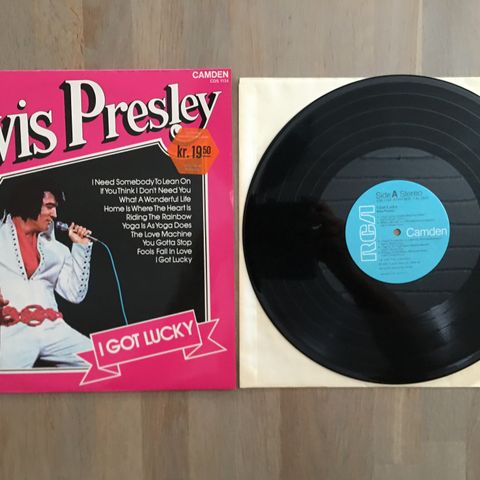 CAMDEN
CDS 1154
vis Presley
kr. 19.50
I Need Somebody To Lean On
If You Think I Don't Need You
What A Wonderful Life
Home Is Where The Heart Is
Riding The Rainbow
Yoga Is As Yoga Does
The Love Machine
You Gotta Stop
Fools Fall In Love
I Got Lucky
I GOT LUCKY
Side A Stereo
RCA
Camden